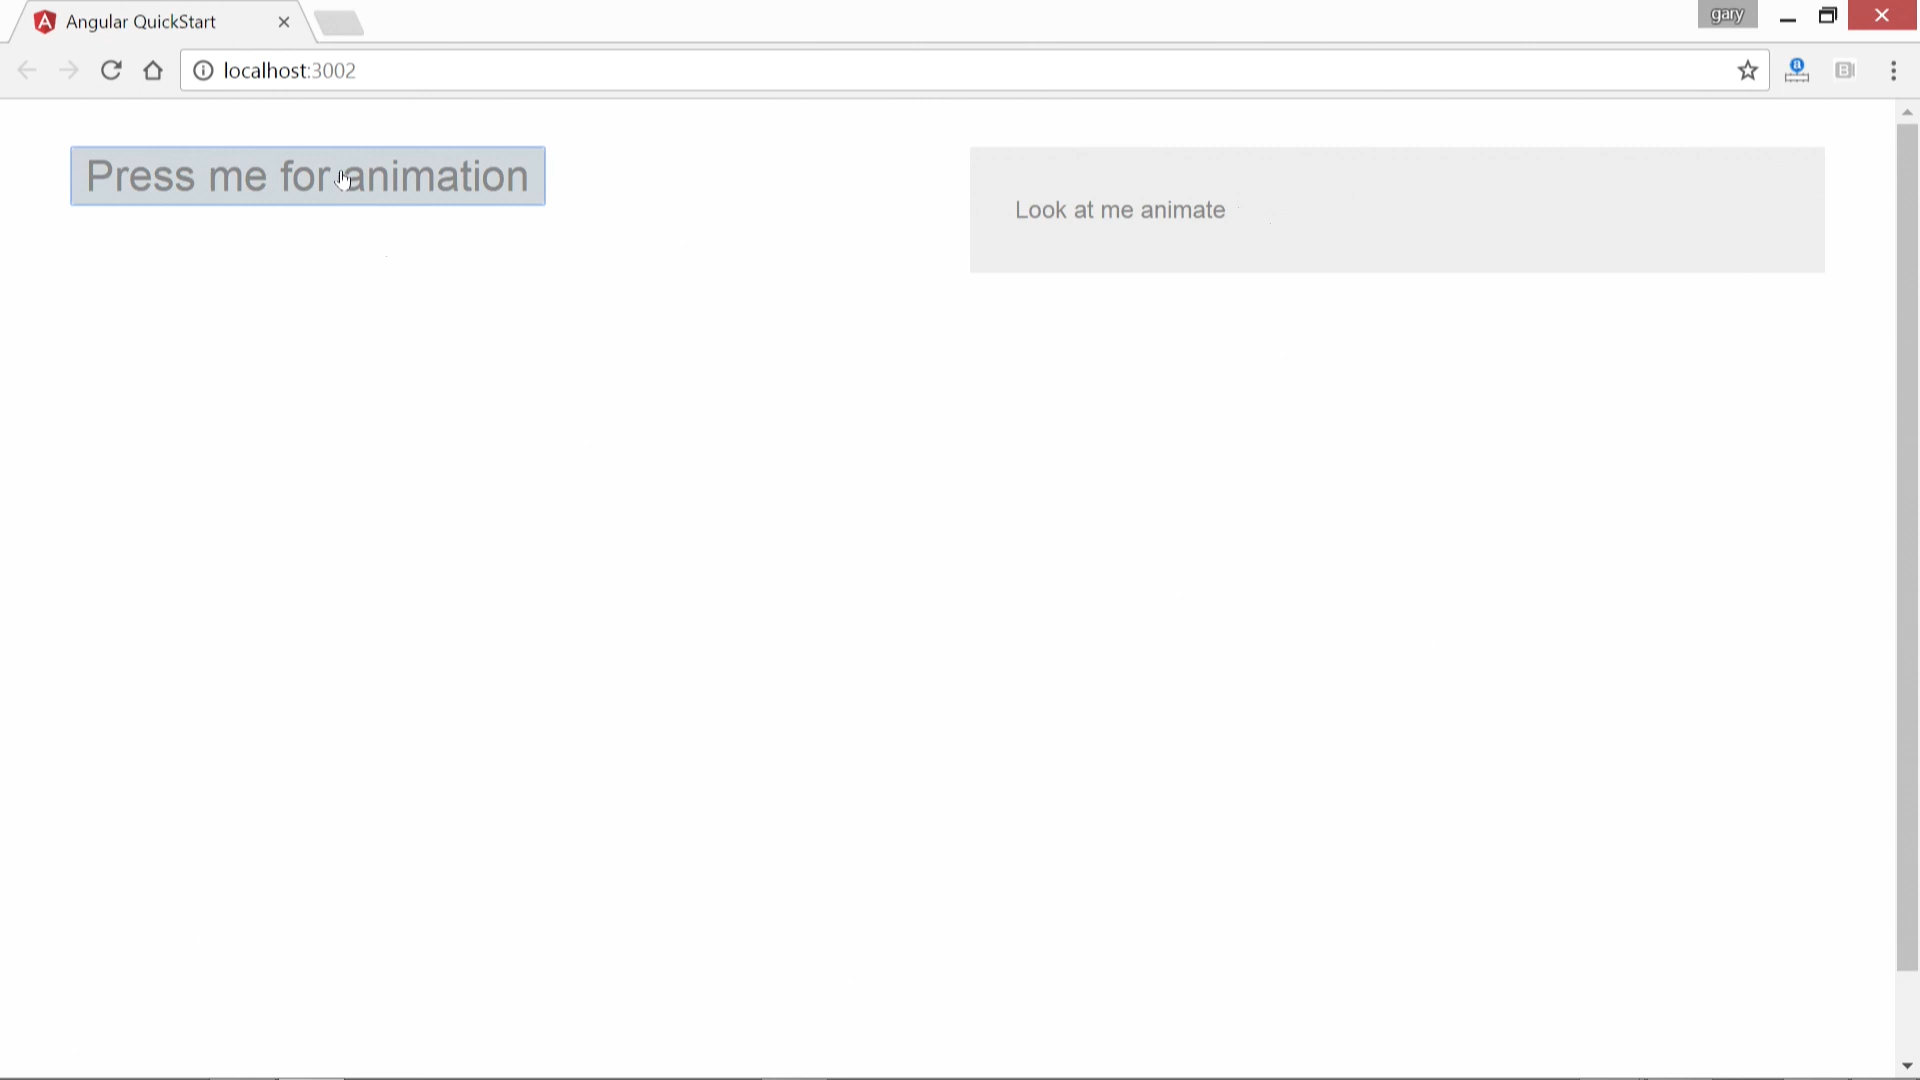 Angular QuickStart
gary
localhost:3002
Press me for animation
Look at me animate